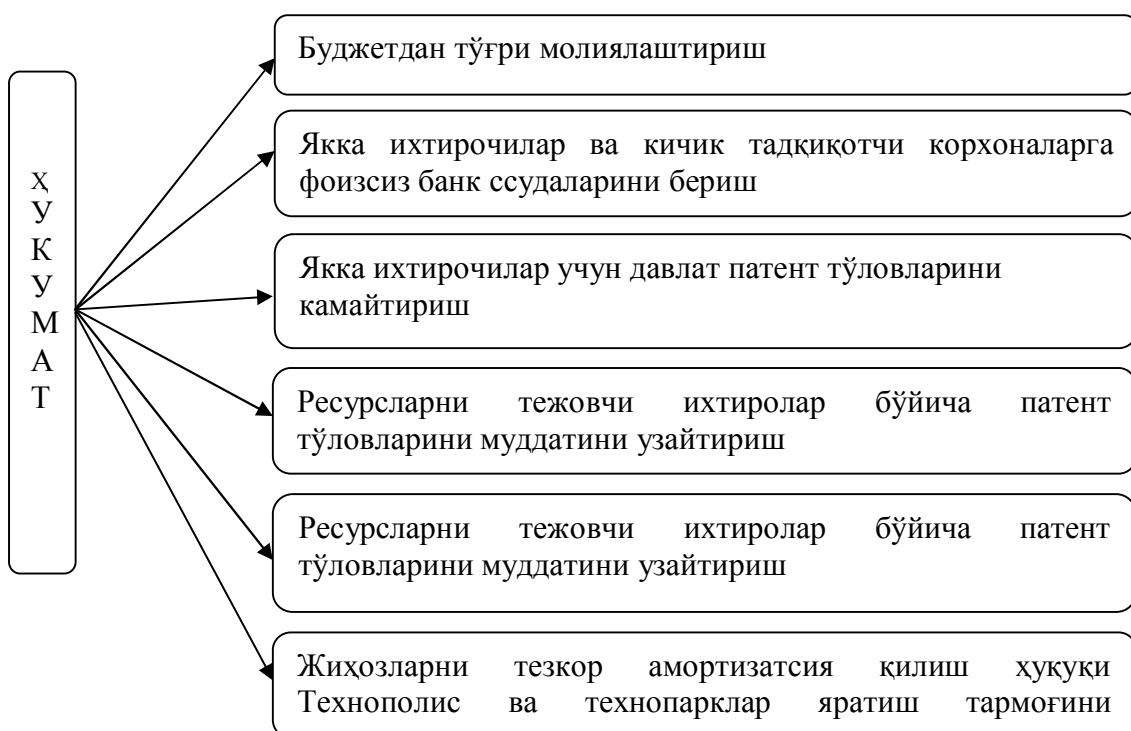 ҲУКУМАТ
Буджетдан тўғри молиялаштириш
Якка ихтирочилар ва кичик тадқиқотчи корхоналарга
фоизсиз банк ссудаларини бериш
Якка ихтирочилар учун давлат патент тўловларини
камайтириш
Ресурсларни тежовчи ихтиролар бўйича патент
тўловларини муддатини узайтириш
Ресурсларни тежовчи ихтиролар бўйича патент
тўловларини муддатини узайтириш
Жиҳозларни тезкор амортизатсия қилиш ҳуқуқи
Технополис ва технопарклар яратиш тармоғини